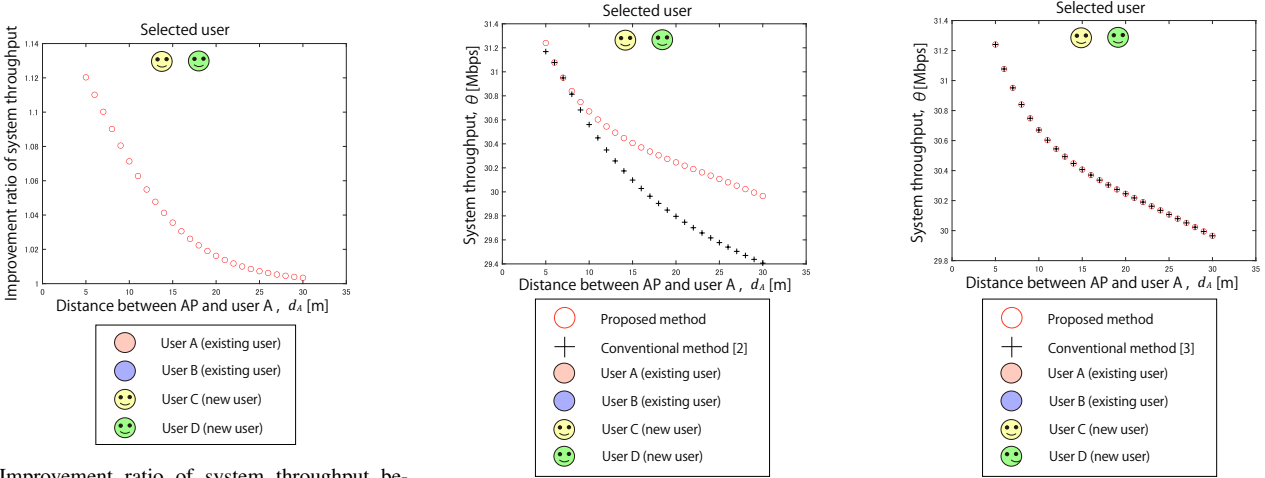 Selected user
Improvement ratio of system throughput
1.14
1.12
1.1
1.08
1.06
1.04
1.02
1
0 5 10 15 20 25 30 35
Distance between AP and user A , d_A [m]
User A (existing user)
User B (existing user)
User C (new user)
User D (new user)
Improvement ratio of system throughput be-
Selected user
System throughput, θ [Mbps]
31.4
31.2
31
30.8
30.6
30.4
30.2
30
29.8
29.6
29.4
0 5 10 15 20 25 30 35
Distance between AP and user A , d_A [m]
Proposed method
Conventional method [2]
User A (existing user)
User B (existing user)
User C (new user)
User D (new user)
Selected user
System throughput, θ [Mbps]
31.4
31.2
31
30.8
30.6
30.4
30.2
30
29.8
0 5 10 15 20 25 30 35
Distance between AP and user A , d_A [m]
Proposed method
Conventional method [3]
User A (existing user)
User B (existing user)
User C (new user)
User D (new user)